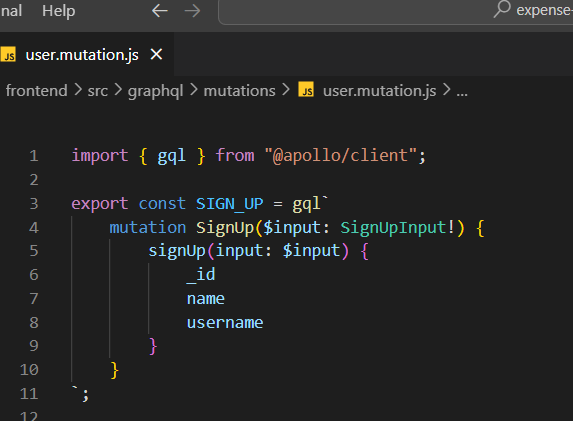 nal Help ← → expense-
JS user.mutation.js ×
frontend > src > graphql > mutations > JS user.mutation.js > ...
1 import { gql } from "@apollo/client";
2
3 export const SIGN_UP = gql`
4 mutation SignUp($input: SignUpInput!) {
5 signUp(input: $input) {
6 _id
7 name
8 username
9 }
10 }
11 `;
12